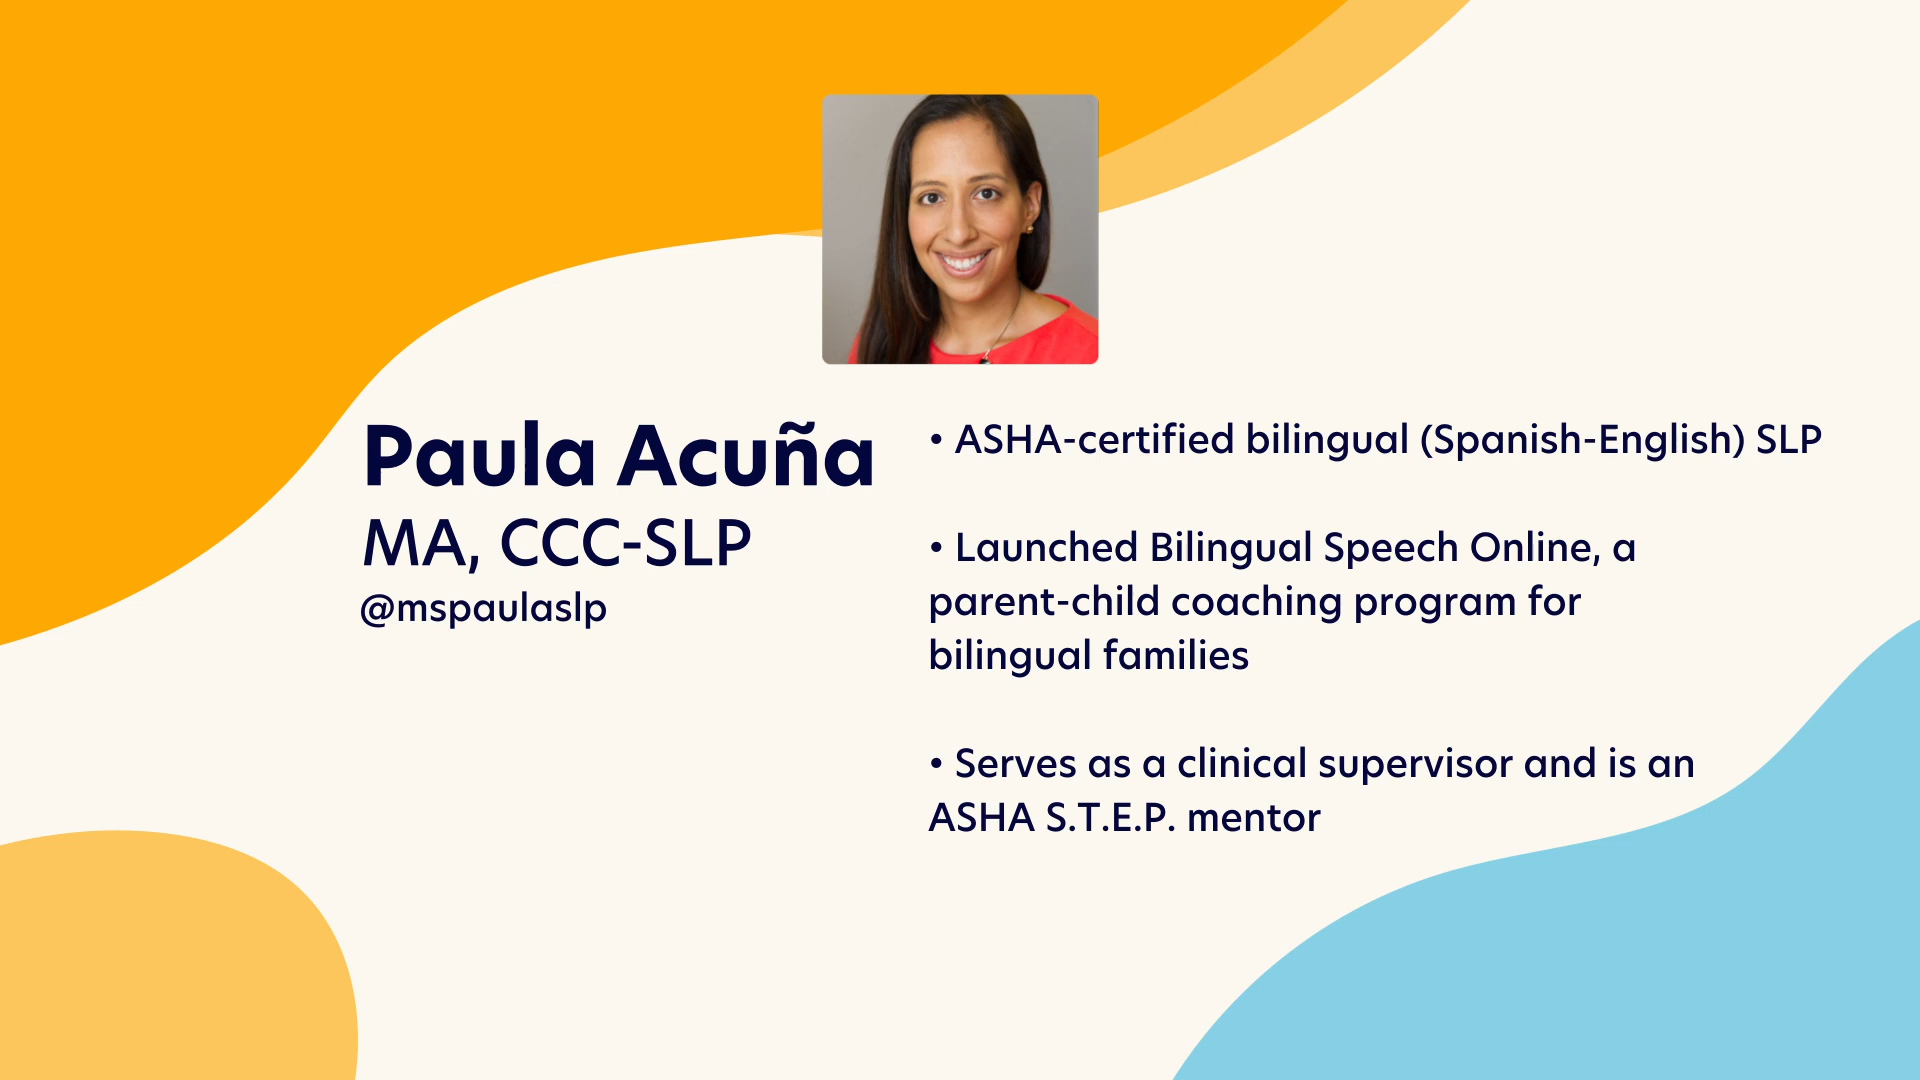 Paula Acuña
MA, CCC-SLP
@mspaulaslp
• ASHA-certified bilingual (Spanish-English) SLP
• Launched Bilingual Speech Online, a
parent-child coaching program for
bilingual families
• Serves as a clinical supervisor and is an
ASHA S.T.E.P. mentor